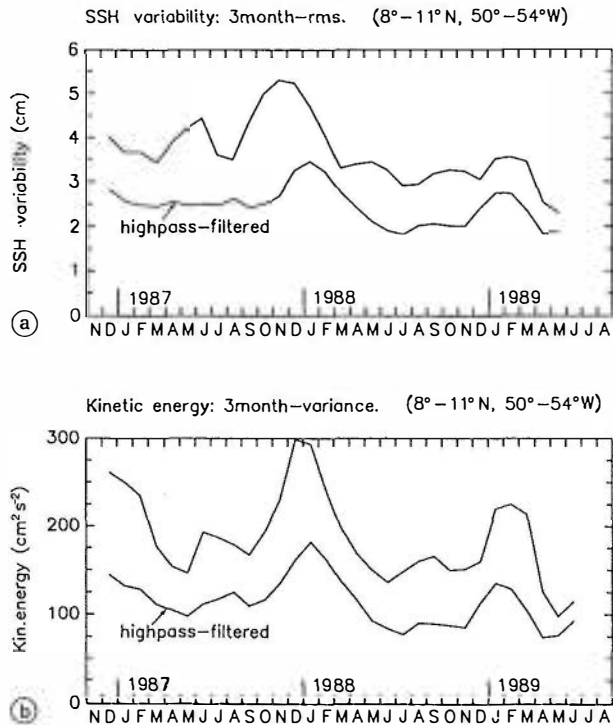 SSH variability: 3month-rms. (8°-11°N, 50°-54°W)
6
5
4
3
2
1
0
SSH variability (cm)
highpass-filtered
1987 1988 1989
N D J F M A M J J A S O N D J F M A M J J A S O N D J F M A M J J A
a
Kinetic energy: 3month-variance. (8°-11°N, 50°-54°W)
300
200
100
0
Kin.energy (cm²s⁻²)
highpass-filtered
1987 1988 1989
N D J F M A M J J A S O N D J F M A M J J A S O N D J F M A M J J A
b